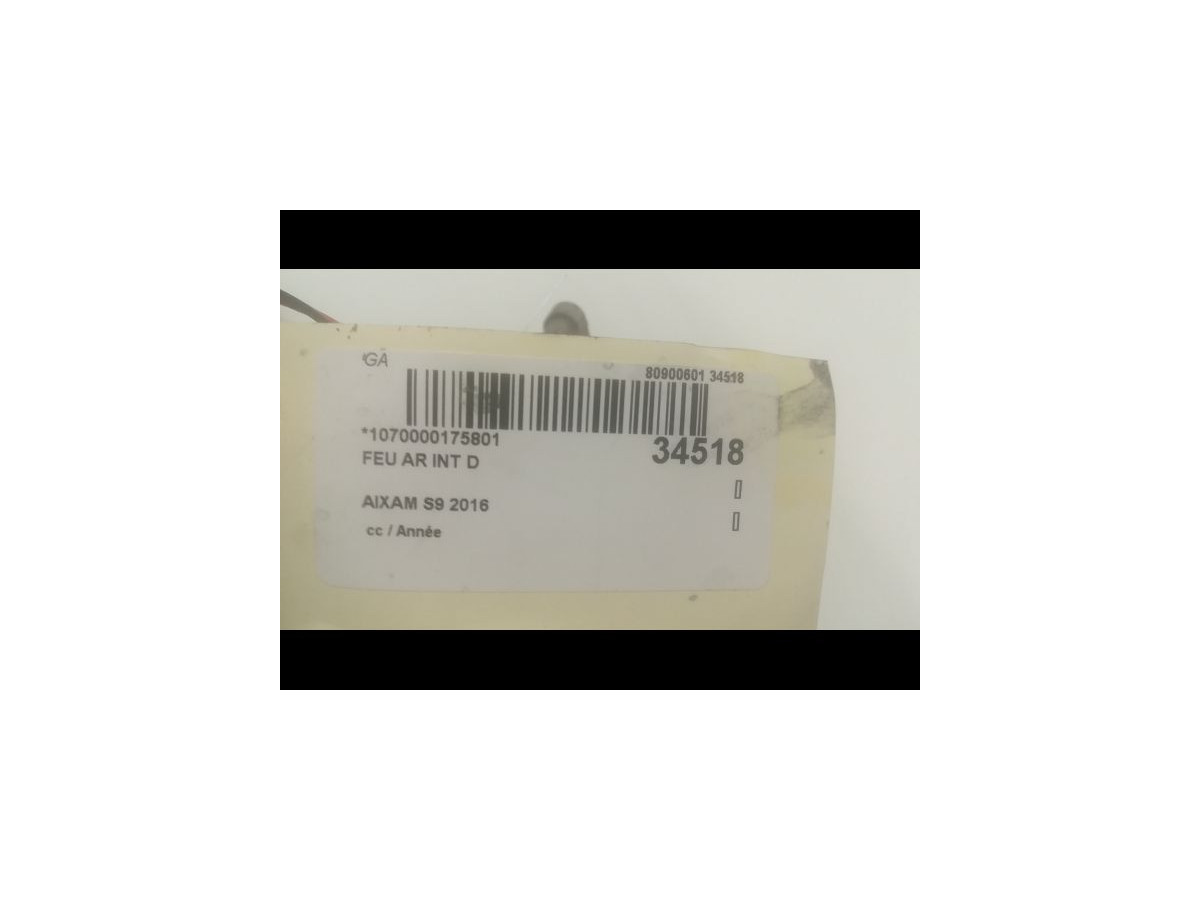 GA
80900601 34518
*1070000175801
34518
FEU AR INT D
AIXAM S9 2016
cc / Année